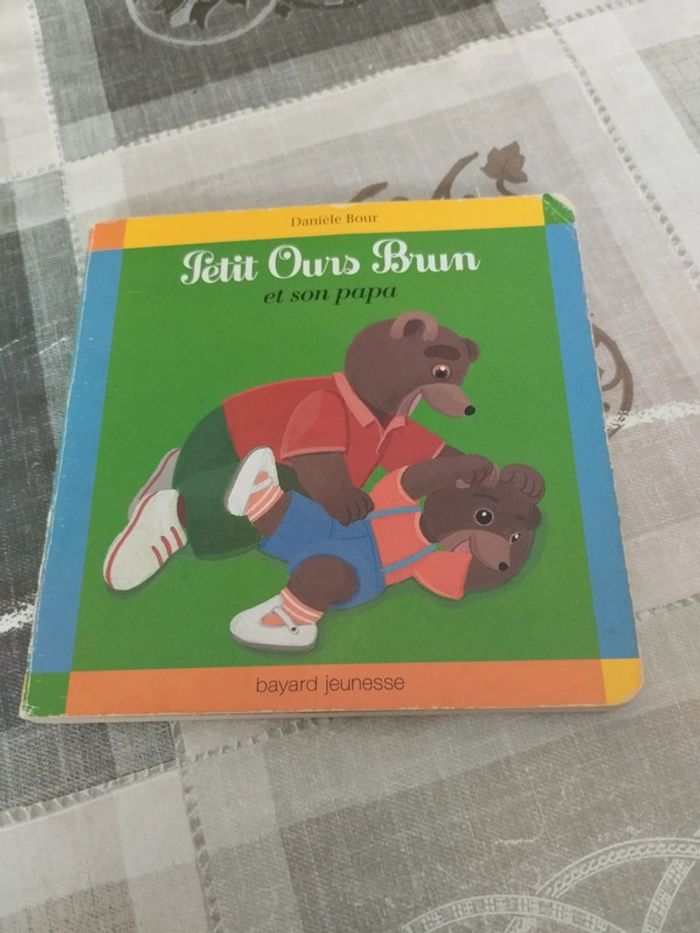 Danièle Bour
Petit Ours Brun
et son papa
bayard jeunesse